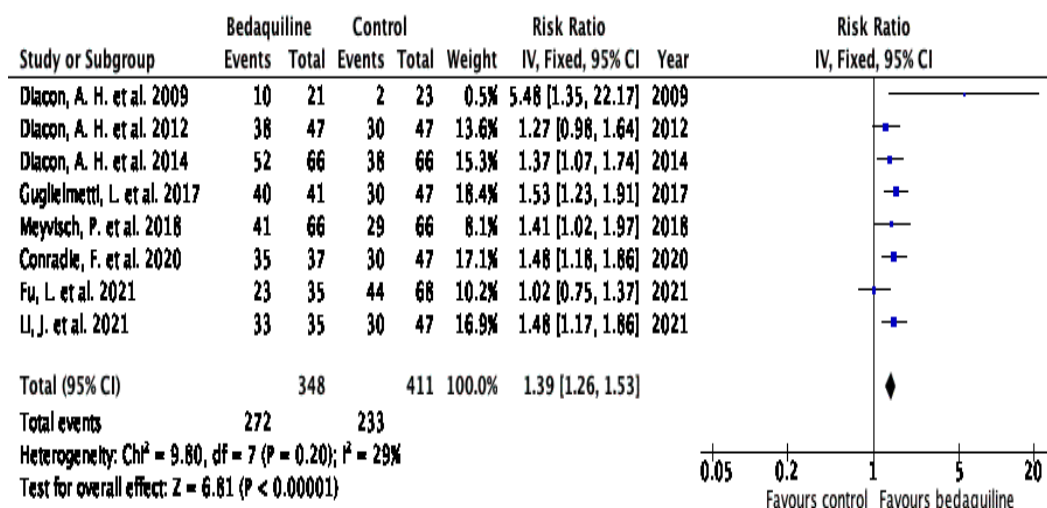 Bedaquiline Control Risk Ratio Risk Ratio
Study or Subgroup Events Total Events Total Weight IV, Fixed, 95% CI Year IV, Fixed, 95% CI
Diacon, A. H. et al. 2009 10 21 2 23 0.5% 5.48 [1.35, 22.17] 2009
Diacon, A. H. et al. 2012 38 47 30 47 13.6% 1.27 [0.98, 1.64] 2012
Diacon, A. H. et al. 2014 52 66 38 66 15.3% 1.37 [1.07, 1.74] 2014
Guglielmetti, L. et al. 2017 40 41 30 47 18.4% 1.53 [1.23, 1.91] 2017
Meyvisch, P. et al. 2018 41 66 29 66 8.1% 1.41 [1.02, 1.97] 2018
Conradie, F. et al. 2020 35 37 30 47 17.1% 1.48 [1.18, 1.86] 2020
Fu, L. et al. 2021 23 35 44 68 10.2% 1.02 [0.75, 1.37] 2021
Li, J. et al. 2021 33 35 30 47 16.9% 1.48 [1.17, 1.86] 2021
Total (95% CI) 348 411 100.0% 1.39 [1.26, 1.53]
Total events 272 233
Heterogeneity: Chi² = 9.80, df = 7 (P = 0.20); I² = 29%
Test for overall effect: Z = 6.81 (P < 0.00001)
0.05 0.2 1 5 20
Favours control Favours bedaquiline